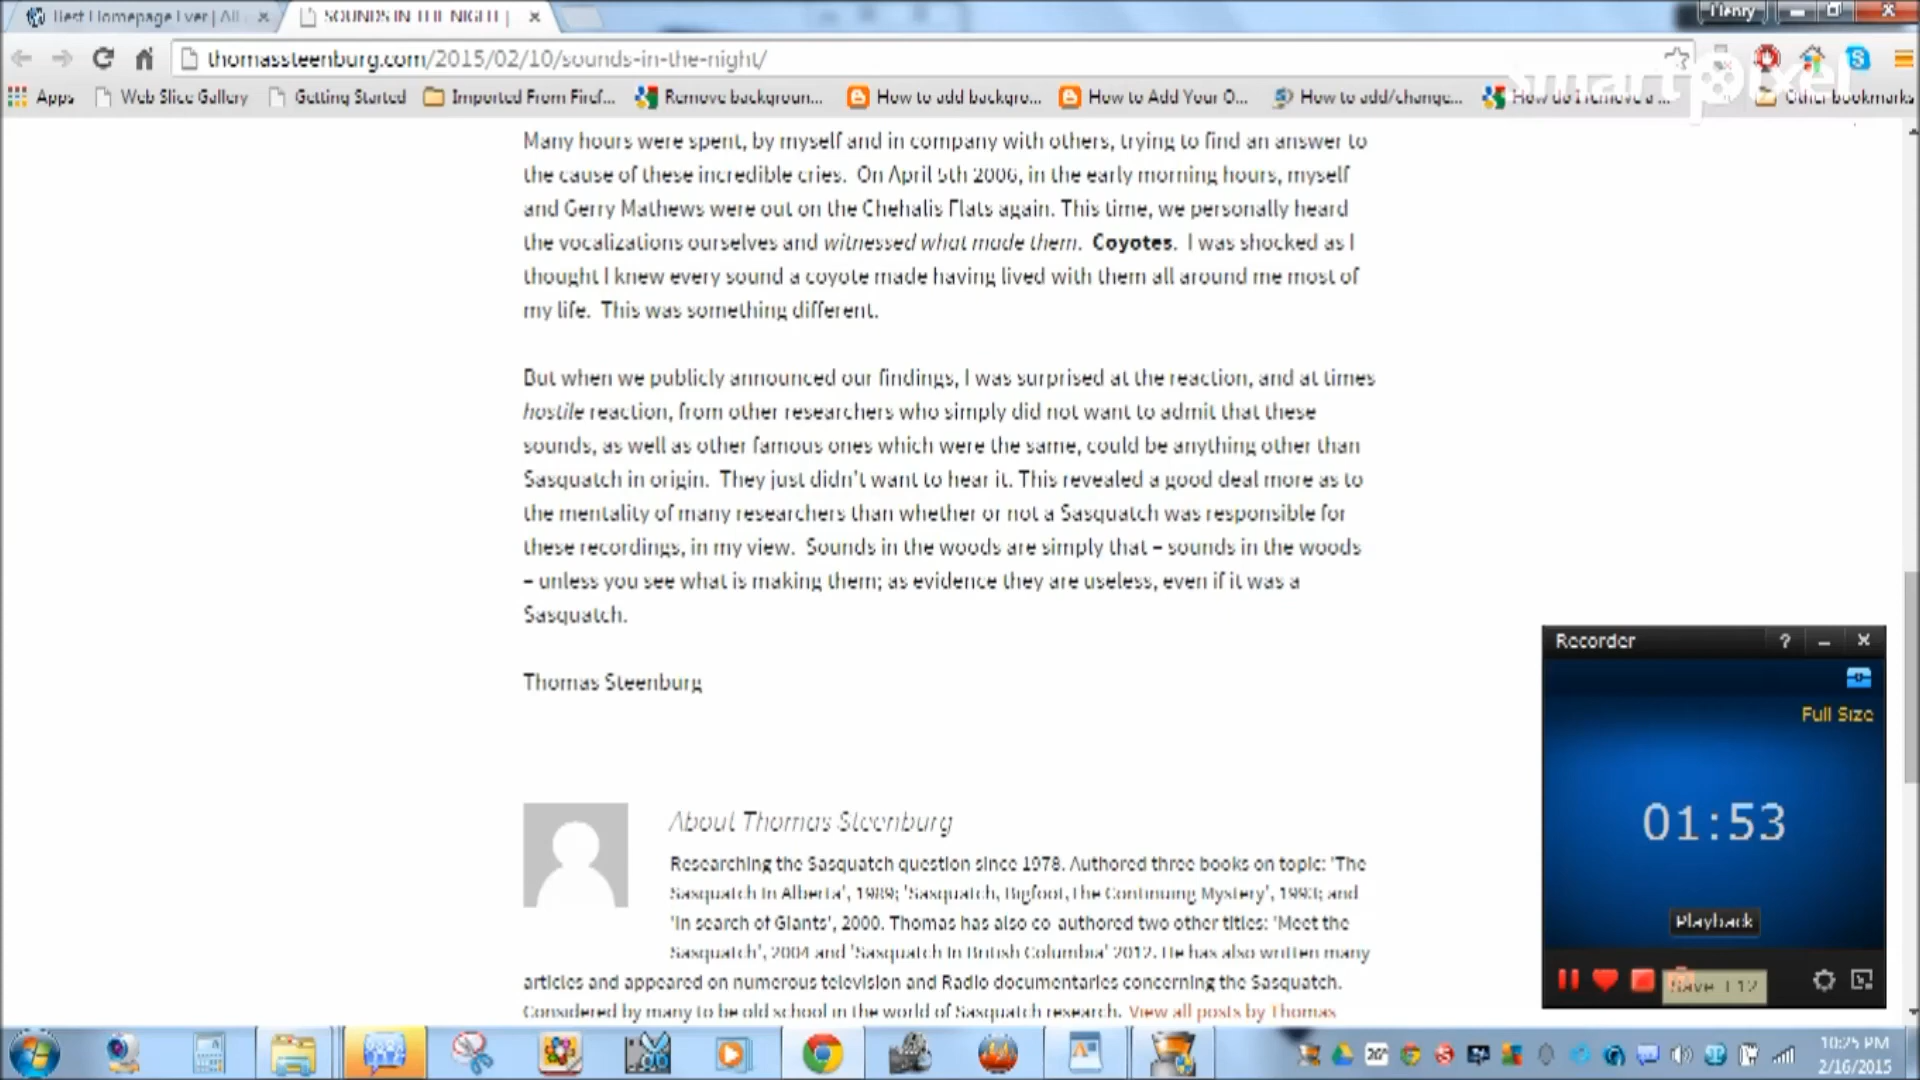 Best Homepage Ever | All
SOUNDS IN THE NIGHT |
Henry
thomassteenburg.com/2015/02/10/sounds-in-the-night/
smartpixel
Apps
Web Slice Gallery
Getting Started
Imported From Firef...
Remove backgroun...
How to add backgro...
How to Add Your O...
How to add/change...
How do I remove a ...
Other bookmarks
Many hours were spent, by myself and in company with others, trying to find an answer to
the cause of these incredible cries. On April 5th 2006, in the early morning hours, myself
and Gerry Mathews were out on the Chehalis Flats again. This time, we personally heard
the vocalizations ourselves and witnessed what made them. Coyotes. I was shocked as I
thought I knew every sound a coyote made having lived with them all around me most of
my life. This was something different.
But when we publicly announced our findings, I was surprised at the reaction, and at times
hostile reaction, from other researchers who simply did not want to admit that these
sounds, as well as other famous ones which were the same, could be anything other than
Sasquatch in origin. They just didn't want to hear it. This revealed a good deal more as to
the mentality of many researchers than whether or not a Sasquatch was responsible for
these recordings, in my view. Sounds in the woods are simply that – sounds in the woods
– unless you see what is making them; as evidence they are useless, even if it was a
Sasquatch.
Thomas Steenburg
About Thomas Steenburg
Researching the Sasquatch question since 1978. Authored three books on topic: 'The
Sasquatch In Alberta', 1989; 'Sasquatch, Bigfoot, The Continuing Mystery', 1993; and
'In search of Giants', 2000. Thomas has also co-authored two other titles: 'Meet the
Sasquatch', 2004 and 'Sasquatch In British Columbia' 2012. He has also written many
articles and appeared on numerous television and Radio documentaries concerning the Sasquatch.
Considered by many to be old school in the world of Sasquatch research. View all posts by Thomas
Recorder
Full Size
01:53
Playback
Save
10:25 PM
2/16/2015